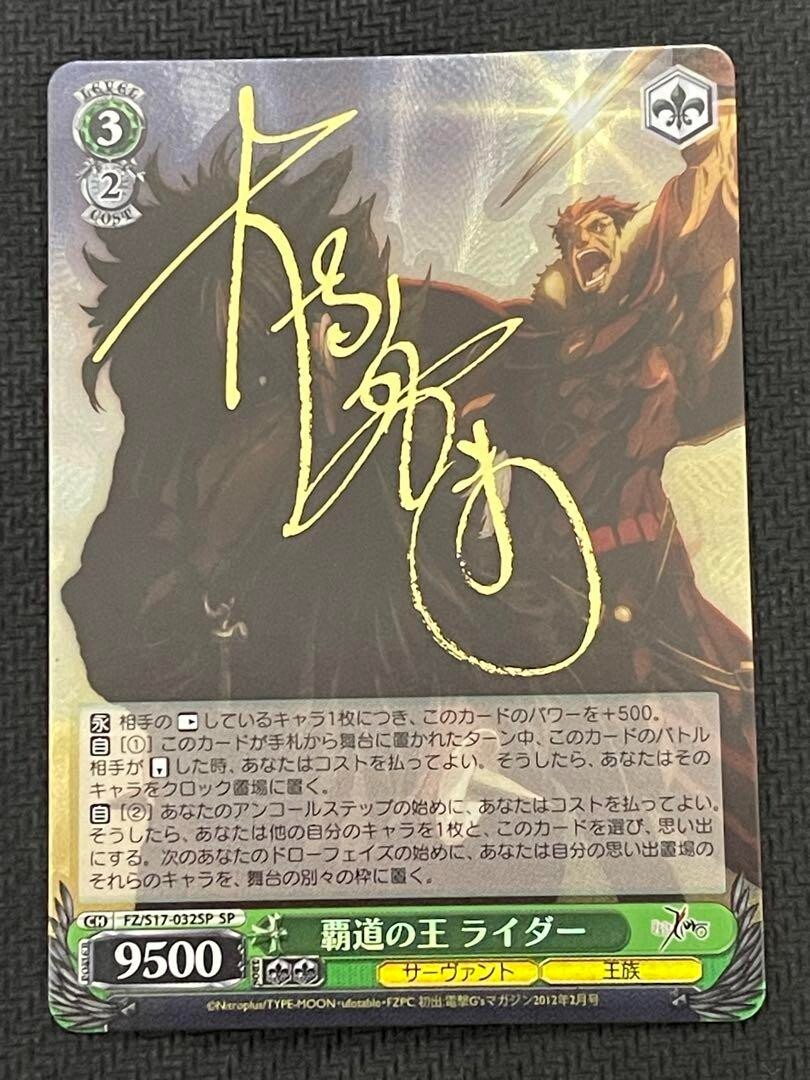 LEVEL
3
2
COST
永 相手の しているキャラ1枚につき、このカードのパワーを+500。
自 [①] このカードが手札から舞台に置かれたターン中、このカードのバトル
相手が した時、あなたはコストを払ってよい。そうしたら、あなたはその
キャラをクロック置場に置く。
自 [②] あなたのアンコールステップの始めに、あなたはコストを払ってよい。
そうしたら、あなたは他の自分のキャラを1枚と、このカードを選び、思い出
にする。次のあなたのドローフェイズの始めに、あなたは自分の思い出置場の
それらのキャラを、舞台の別々の枠に置く。
CH FZ/S17-032SP SP
覇道の王 ライダー
9500
サーヴァント 王族
©Nitroplus/TYPE-MOON・ufotable・FZPC 初出:電撃G'sマガジン2012年2月号